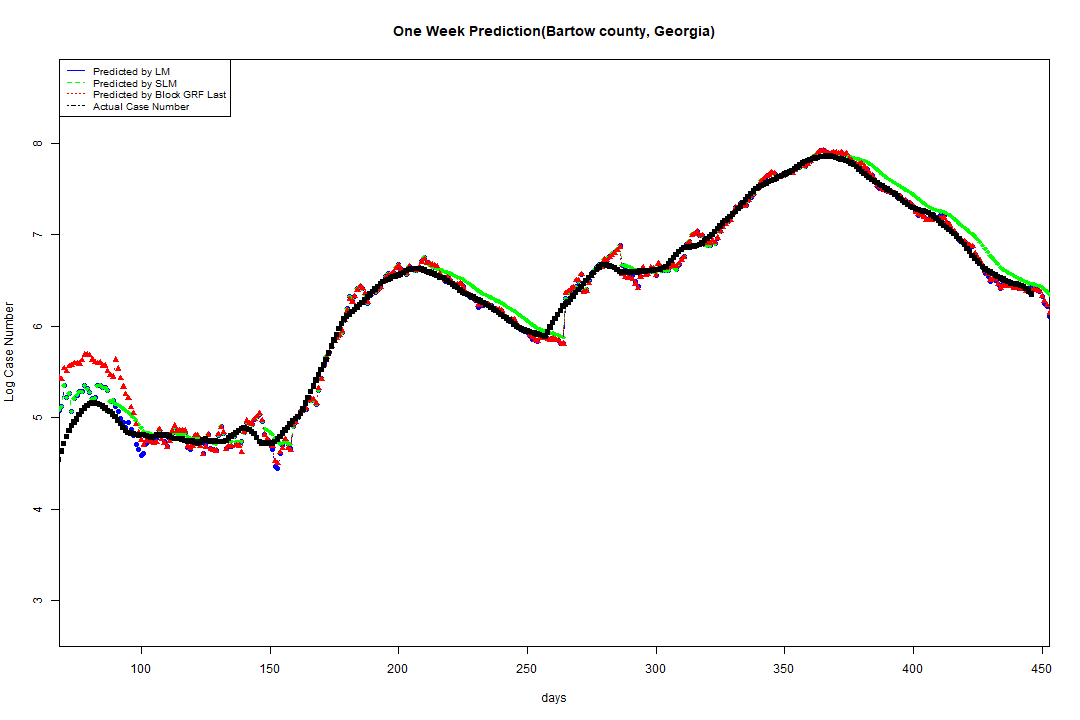 One Week Prediction(Bartow county, Georgia)
Predicted by LM
Predicted by SLM
Predicted by Block GRF Last
Actual Case Number
Log Case Number
8
7
6
5
4
3
100 150 200 250 300 350 400 450
days